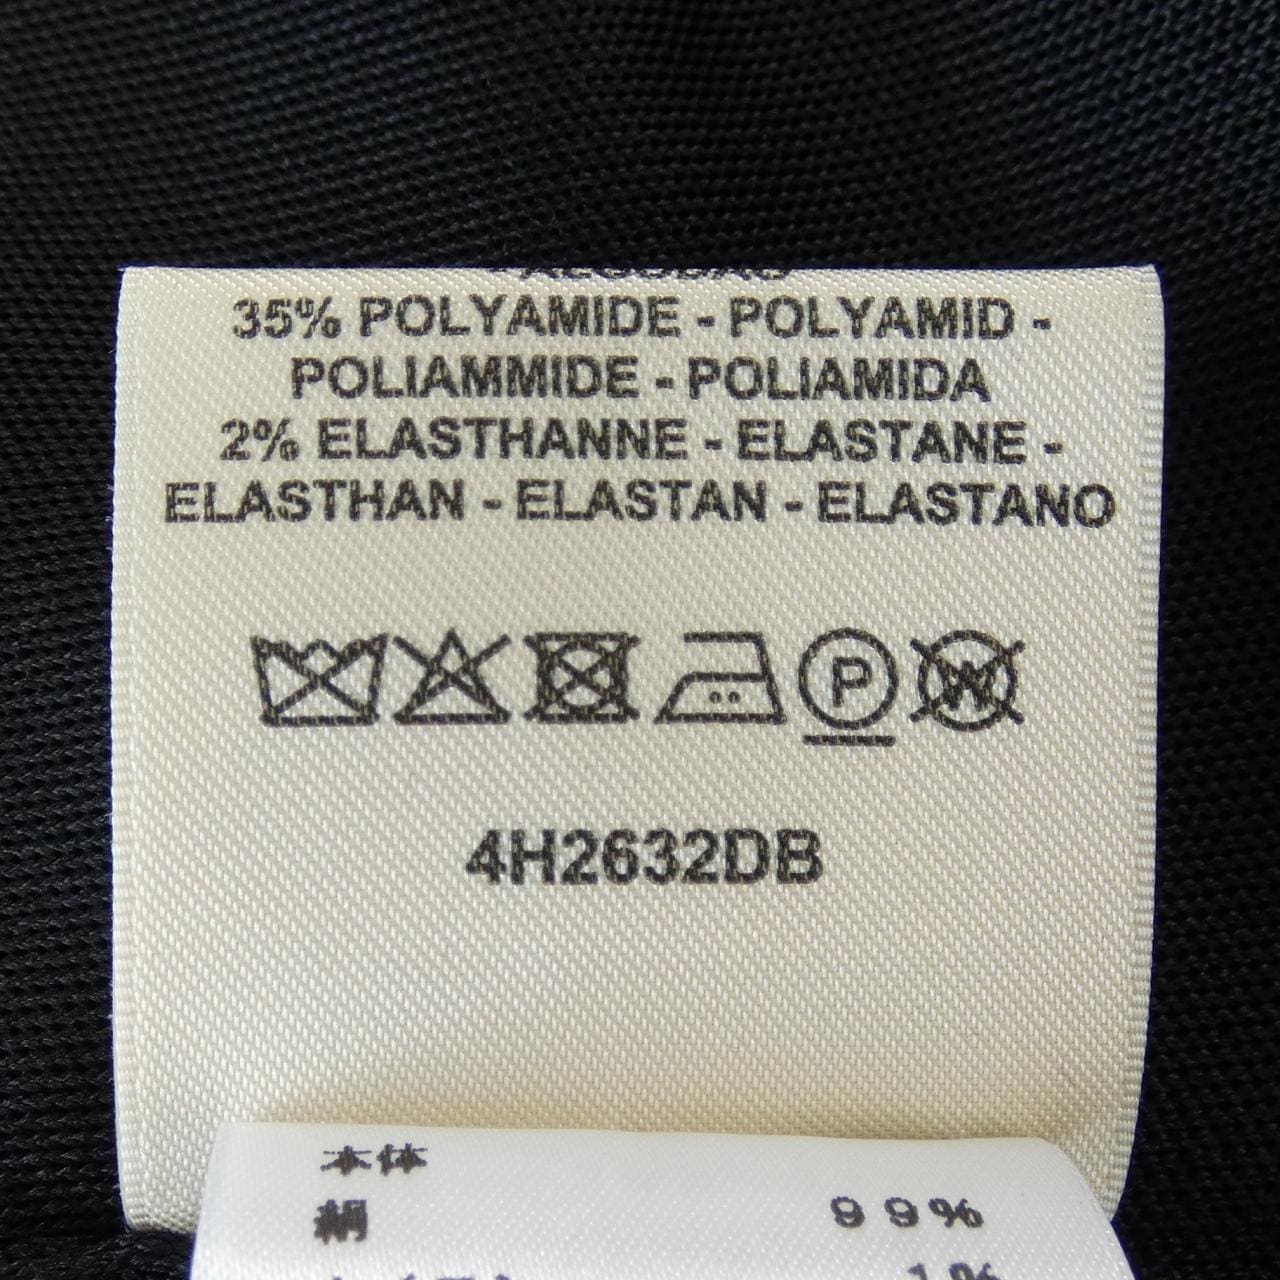 35% POLYAMIDE - POLYAMID -
POLIAMMIDE - POLIAMIDA
2% ELASTHANNE - ELASTANE -
ELASTHAN - ELASTAN - ELASTANO
P W
4H2632DB
本体
絹 99%